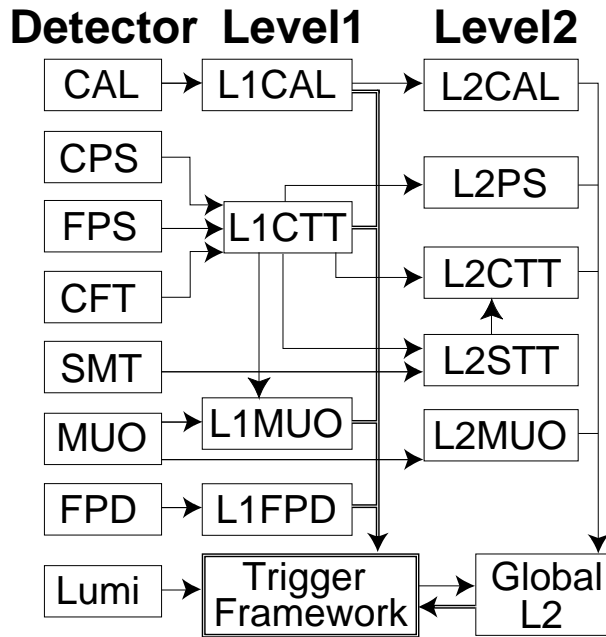 Detector Level1 Level2
CAL L1CAL L2CAL
CPS
L2PS
FPS L1CTT
L2CTT
CFT
SMT L2STT
MUO L1MUO L2MUO
FPD L1FPD
Lumi Trigger Global
Framework L2